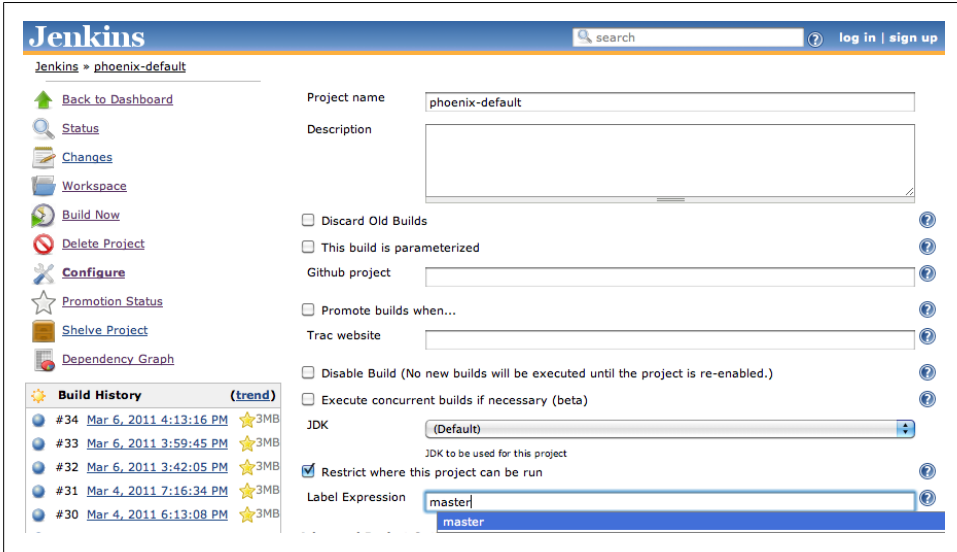 Jenkins
search
log in | sign up
Jenkins » phoenix-default
Back to Dashboard
Status
Changes
Workspace
Build Now
Delete Project
Configure
Promotion Status
Shelve Project
Dependency Graph
Build History (trend)
#34 Mar 6, 2011 4:13:16 PM 3MB
#33 Mar 6, 2011 3:59:45 PM 3MB
#32 Mar 6, 2011 3:42:05 PM 3MB
#31 Mar 4, 2011 7:16:34 PM 3MB
#30 Mar 4, 2011 6:13:08 PM 3MB
Project name phoenix-default
Description
Discard Old Builds
This build is parameterized
Github project
Promote builds when...
Trac website
Disable Build (No new builds will be executed until the project is re-enabled.)
Execute concurrent builds if necessary (beta)
JDK (Default)
JDK to be used for this project
Restrict where this project can be run
Label Expression master
master